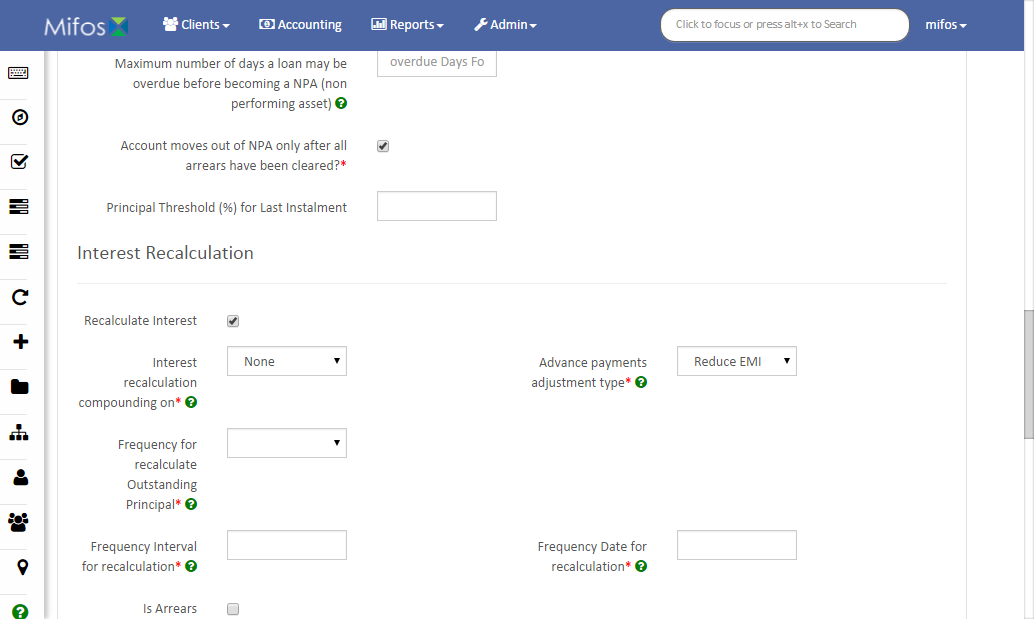 Mifos Clients Accounting Reports Admin Click to focus or press alt+x to Search mifos
Maximum number of days a loan may be
overdue before becoming a NPA (non
performing asset) ?
overdue Days Fo
Account moves out of NPA only after all
arrears have been cleared?*
Principal Threshold (%) for Last Instalment
Interest Recalculation
Recalculate Interest
Interest
recalculation
compounding on* ?
None
Advance payments
adjustment type* ?
Reduce EMI
Frequency for
recalculate
Outstanding
Principal* ?
Frequency Interval
for recalculation* ?
Frequency Date for
recalculation* ?
Is Arrears
?